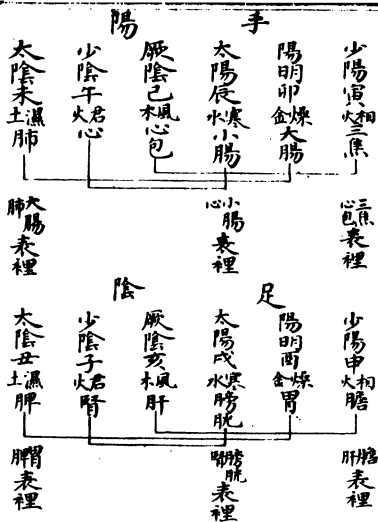 手 陽
少陽寅相火三焦
陽明卯燥金大腸
太陽辰寒水小腸
厥陰巳風木心包
少陰午君火心
太陰未濕土肺
三焦心包表裡
小腸心表裡
大腸肺表裡
足 陰
少陽申相火膽
陽明酉燥金胃
太陽戌寒水膀胱
厥陰亥風木肝
少陰子君火腎
太陰丑濕土脾
膽肝表裡
膀胱表裡
胃脾表裡